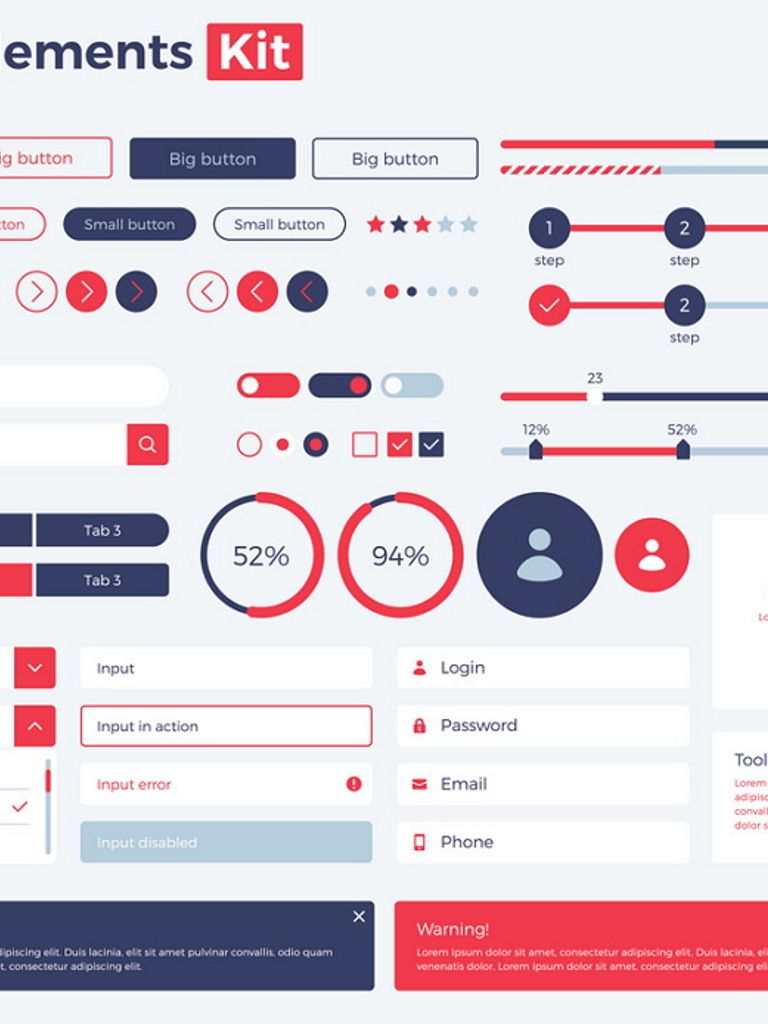 lements Kit
ig button
Big button
Big button
ton
Small button
Small button
1
2
step
step
2
step
23
12%
52%
Tab 3
Tab 3
52%
94%
Lo
Input
Login
Input in action
Password
Input error
Email
Input disabled
Phone
Tool
Lorem
adipisc
conval
dolor s
dipiscing elit. Duis lacinia, elit sit amet pulvinar convallis, odio quam
t, consectetur adipiscing elit.
Warning!
Lorem ipsum dolor sit amet, consectetur adipiscing elit. Duis lacinia, eli
venenatis dolor. Lorem ipsum dolor sit amet, consectetur adipiscing eli